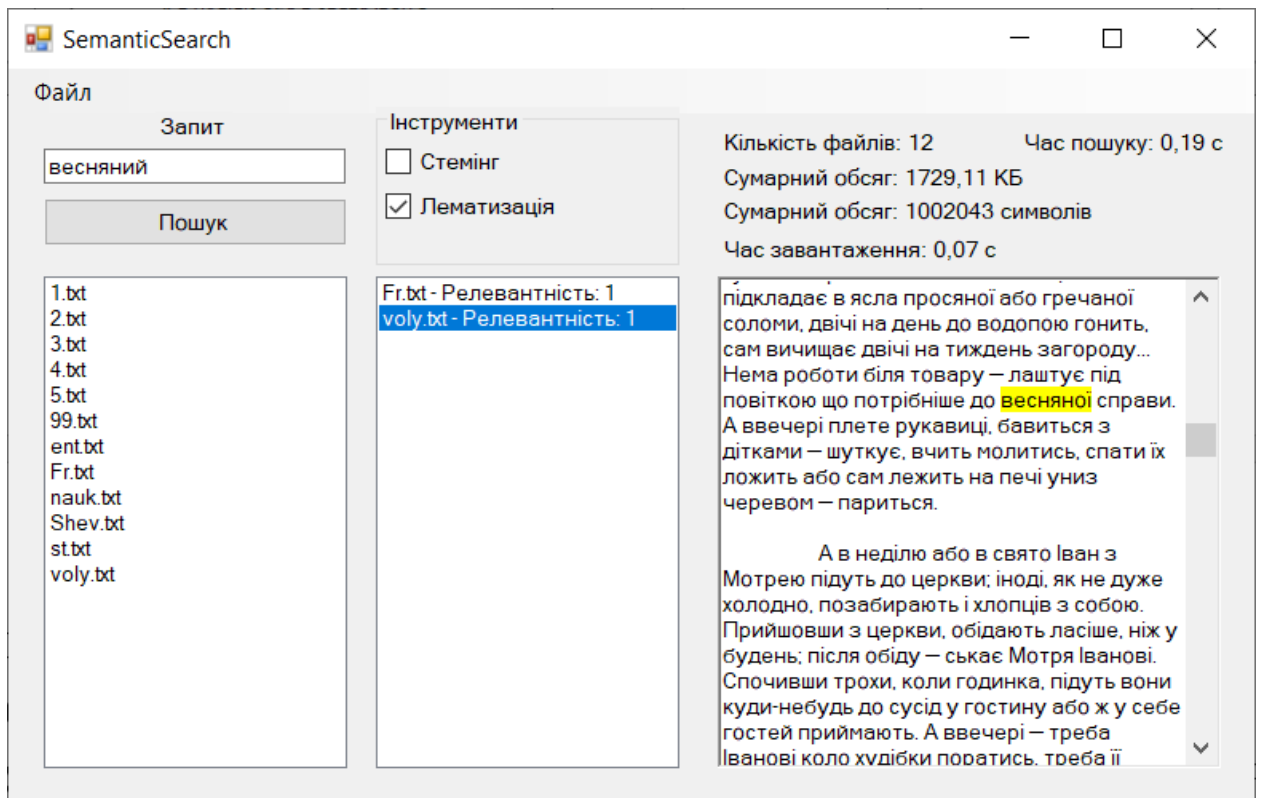 SemanticSearch
Файл
Запит
весняний
Пошук
Інструменти
Стемінг
Лематизація
Кількість файлів: 12 Час пошуку: 0,19 с
Сумарний обсяг: 1729,11 КБ
Сумарний обсяг: 1002043 символів
Час завантаження: 0,07 с
1.txt
2.txt
3.txt
4.txt
5.txt
99.txt
ent.txt
Fr.txt
nauk.txt
Shev.txt
st.txt
voly.txt
Fr.txt - Релевантність: 1
voly.txt - Релевантність: 1
підкладає в ясла просяної або гречаної
соломи, двічі на день до водопою гонить,
сам вичищає двічі на тиждень загороду...
Нема роботи біля товару — лаштує під
повіткою що потрібніше до весняної справи.
А ввечері плете рукавиці, бавиться з
дітками — шуткує, вчить молитись, спати їх
ложить або сам лежить на печі униз
черевом — париться.
А в неділю або в свято Іван з
Мотрею підуть до церкви; іноді, як не дуже
холодно, позабирають і хлопців з собою.
Прийшовши з церкви, обідають ласіше, ніж у
будень; після обіду — ськає Мотря Іванові.
Спочивши трохи, коли годинка, підуть вони
куди-небудь до сусід у гостину або ж у себе
гостей приймають. А ввечері — треба
Іванові коло худібки поратись, треба її